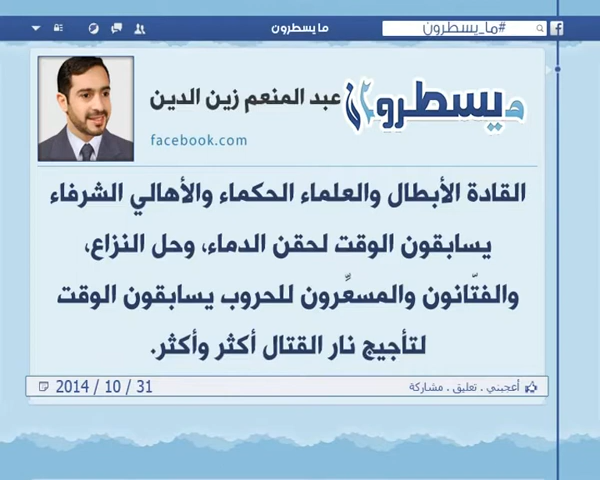 ما يسطرون
#ما_يسطرون
ما يسطرون
عبد المنعم زين الدين
facebook.com
القادة الأبطال والعلماء الحكماء والأهالي الشرفاء
يسابقون الوقت لحقن الدماء، وحل النزاع،
والفتّانون والمسعِّرون للحروب يسابقون الوقت
لتأجيج نار القتال أكثر وأكثر.
أعجبني . تعليق . مشاركة
31 / 10 / 2014